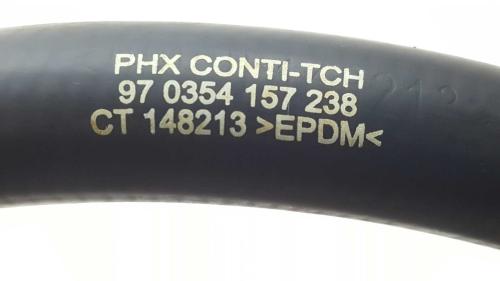 PHX CONTI-TCH
97 0354 157 238
CT 148213 >EPDM<